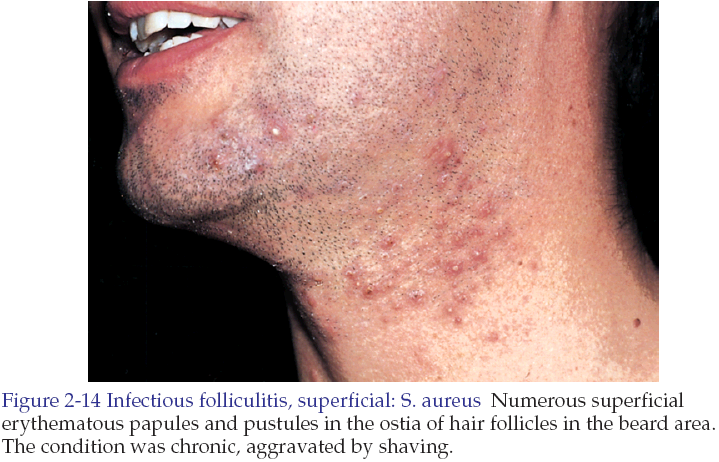 Figure 2-14 Infectious folliculitis, superficial: S. aureus Numerous superficial
erythematous papules and pustules in the ostia of hair follicles in the beard area.
The condition was chronic, aggravated by shaving.